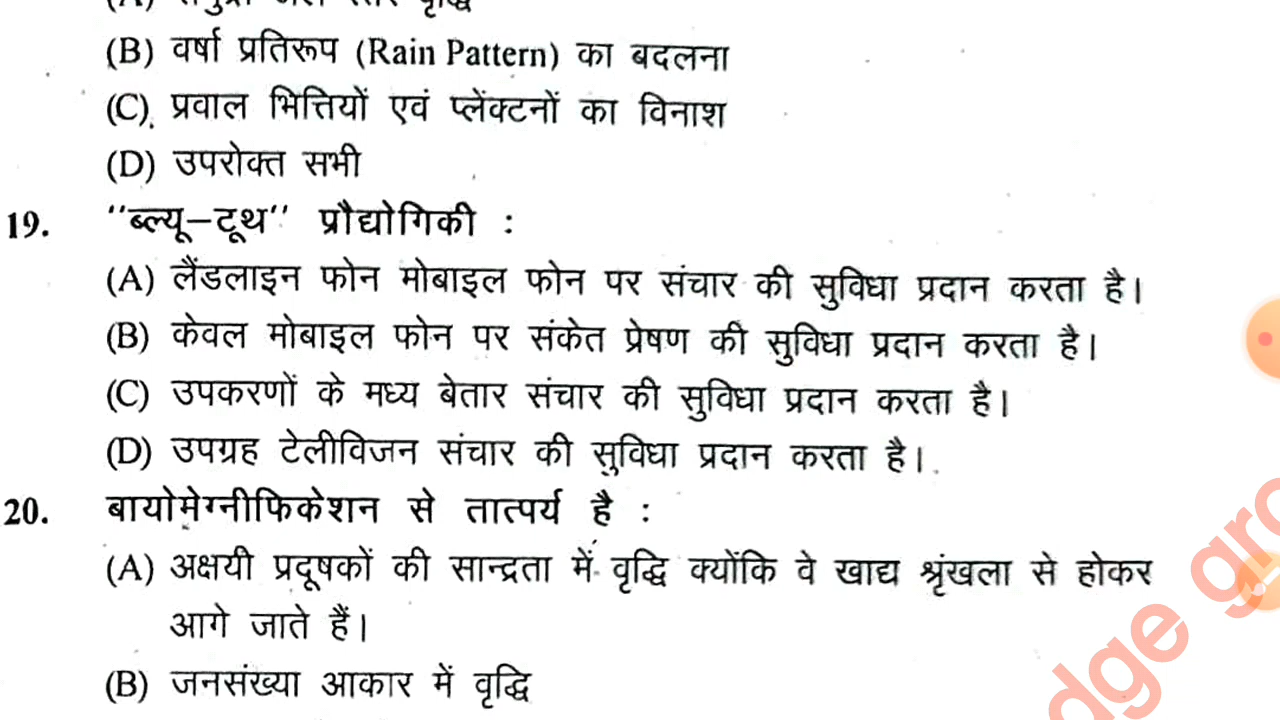 (B) वर्षा प्रतिरूप (Rain Pattern) का बदलना
(C) प्रवाल भित्तियों एवं प्लेंक्टनों का विनाश
(D) उपरोक्त सभी
19. "ब्ल्यू-टूथ" प्रौद्योगिकी :
(A) लैंडलाइन फोन मोबाइल फोन पर संचार की सुविधा प्रदान करता है।
(B) केवल मोबाइल फोन पर संकेत प्रेषण की सुविधा प्रदान करता है।
(C) उपकरणों के मध्य बेतार संचार की सुविधा प्रदान करता है।
(D) उपग्रह टेलीविजन संचार की सुविधा प्रदान करता है।
20. बायोमेग्नीफिकेशन से तात्पर्य है :
(A) अक्षयी प्रदूषकों की सान्द्रता में वृद्धि क्योंकि वे खाद्य श्रृंखला से होकर
आगे जाते हैं।
(B) जनसंख्या आकार में वृद्धि